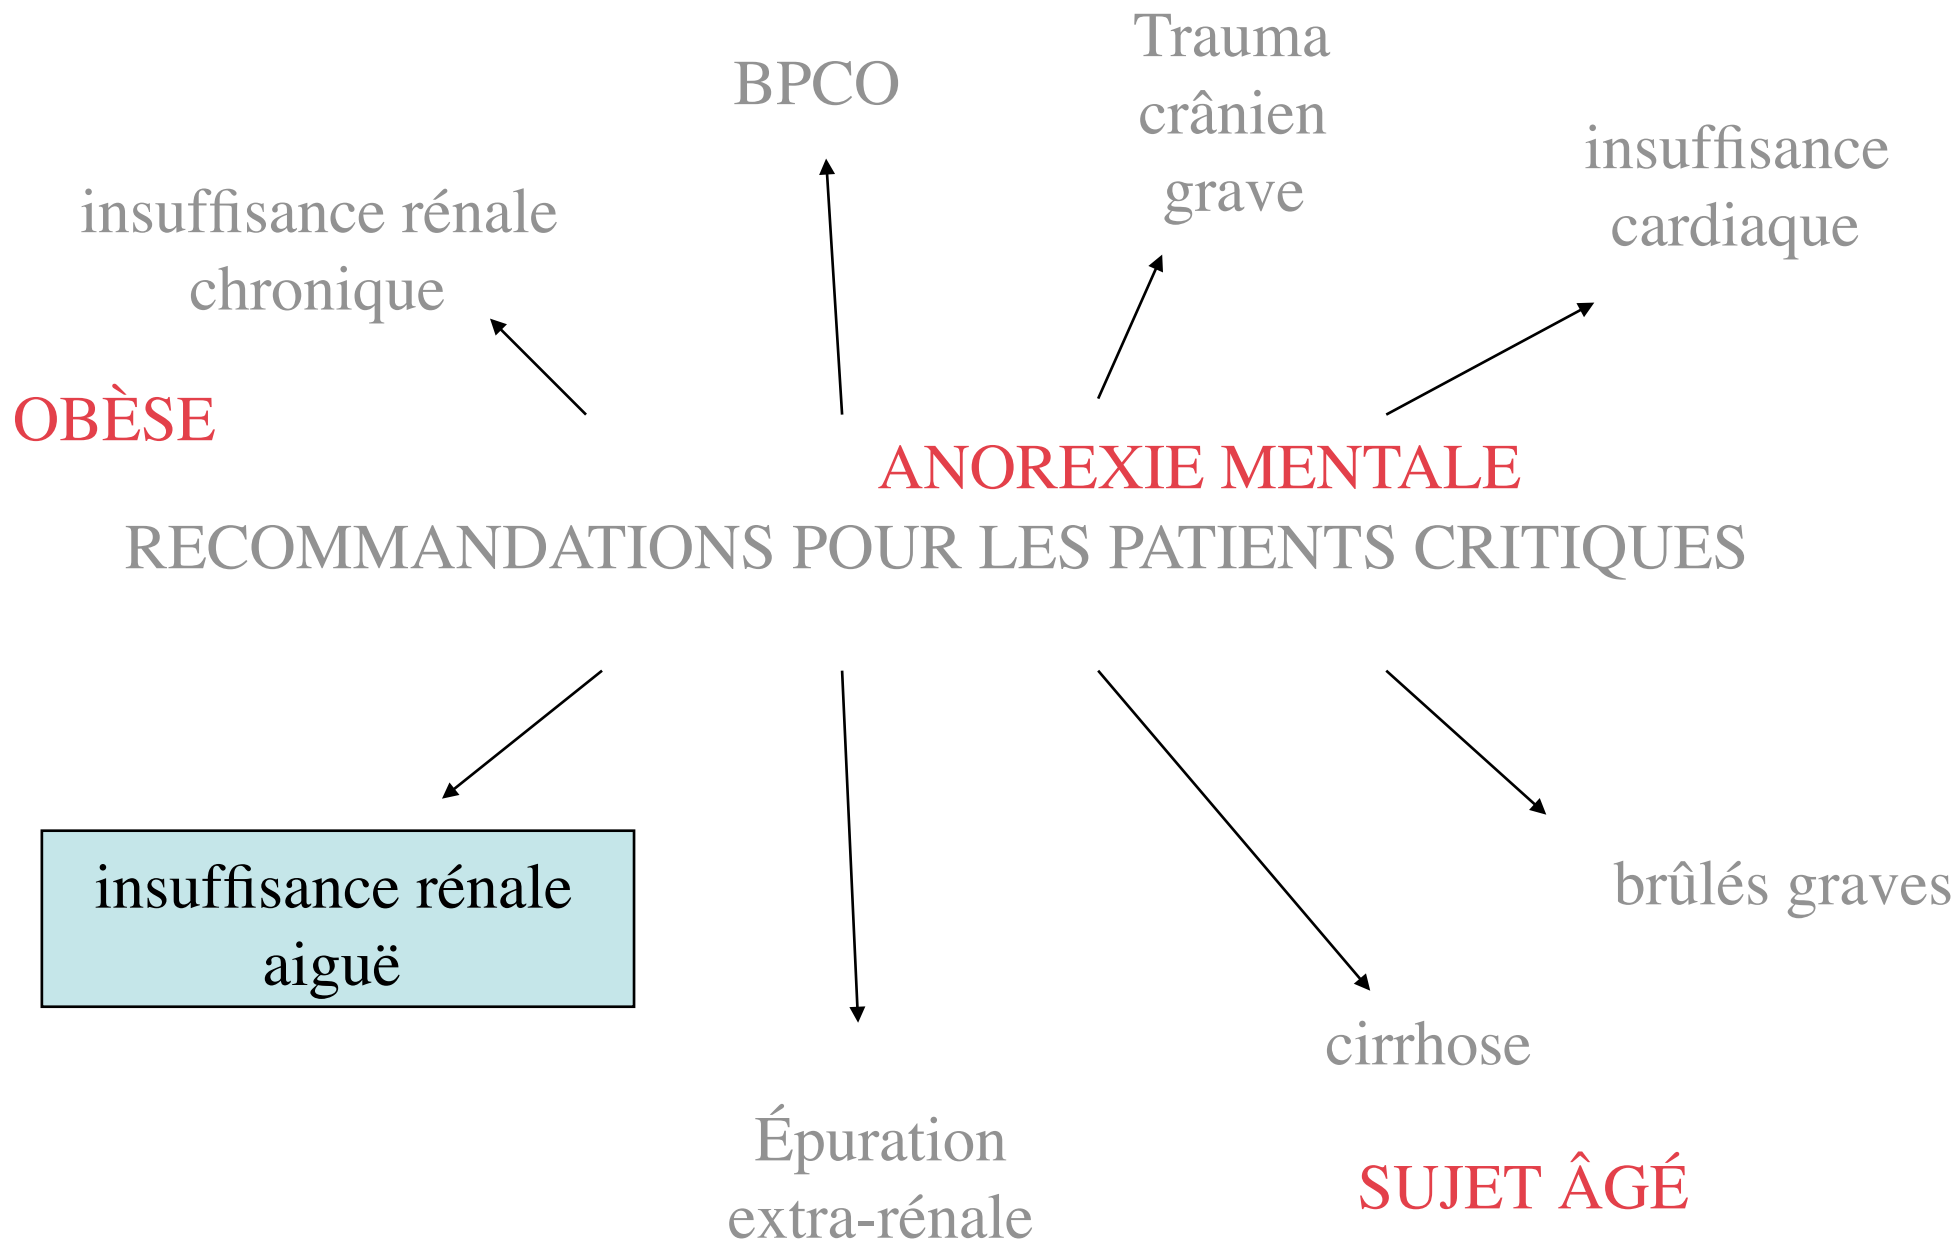 Trauma
crânien
grave
BPCO
insuffisance
cardiaque
insuffisance rénale
chronique
OBÈSE
ANOREXIE MENTALE
RECOMMANDATIONS POUR LES PATIENTS CRITIQUES
insuffisance rénale
aiguë
brûlés graves
cirrhose
Épuration
extra-rénale
SUJET ÂGÉ